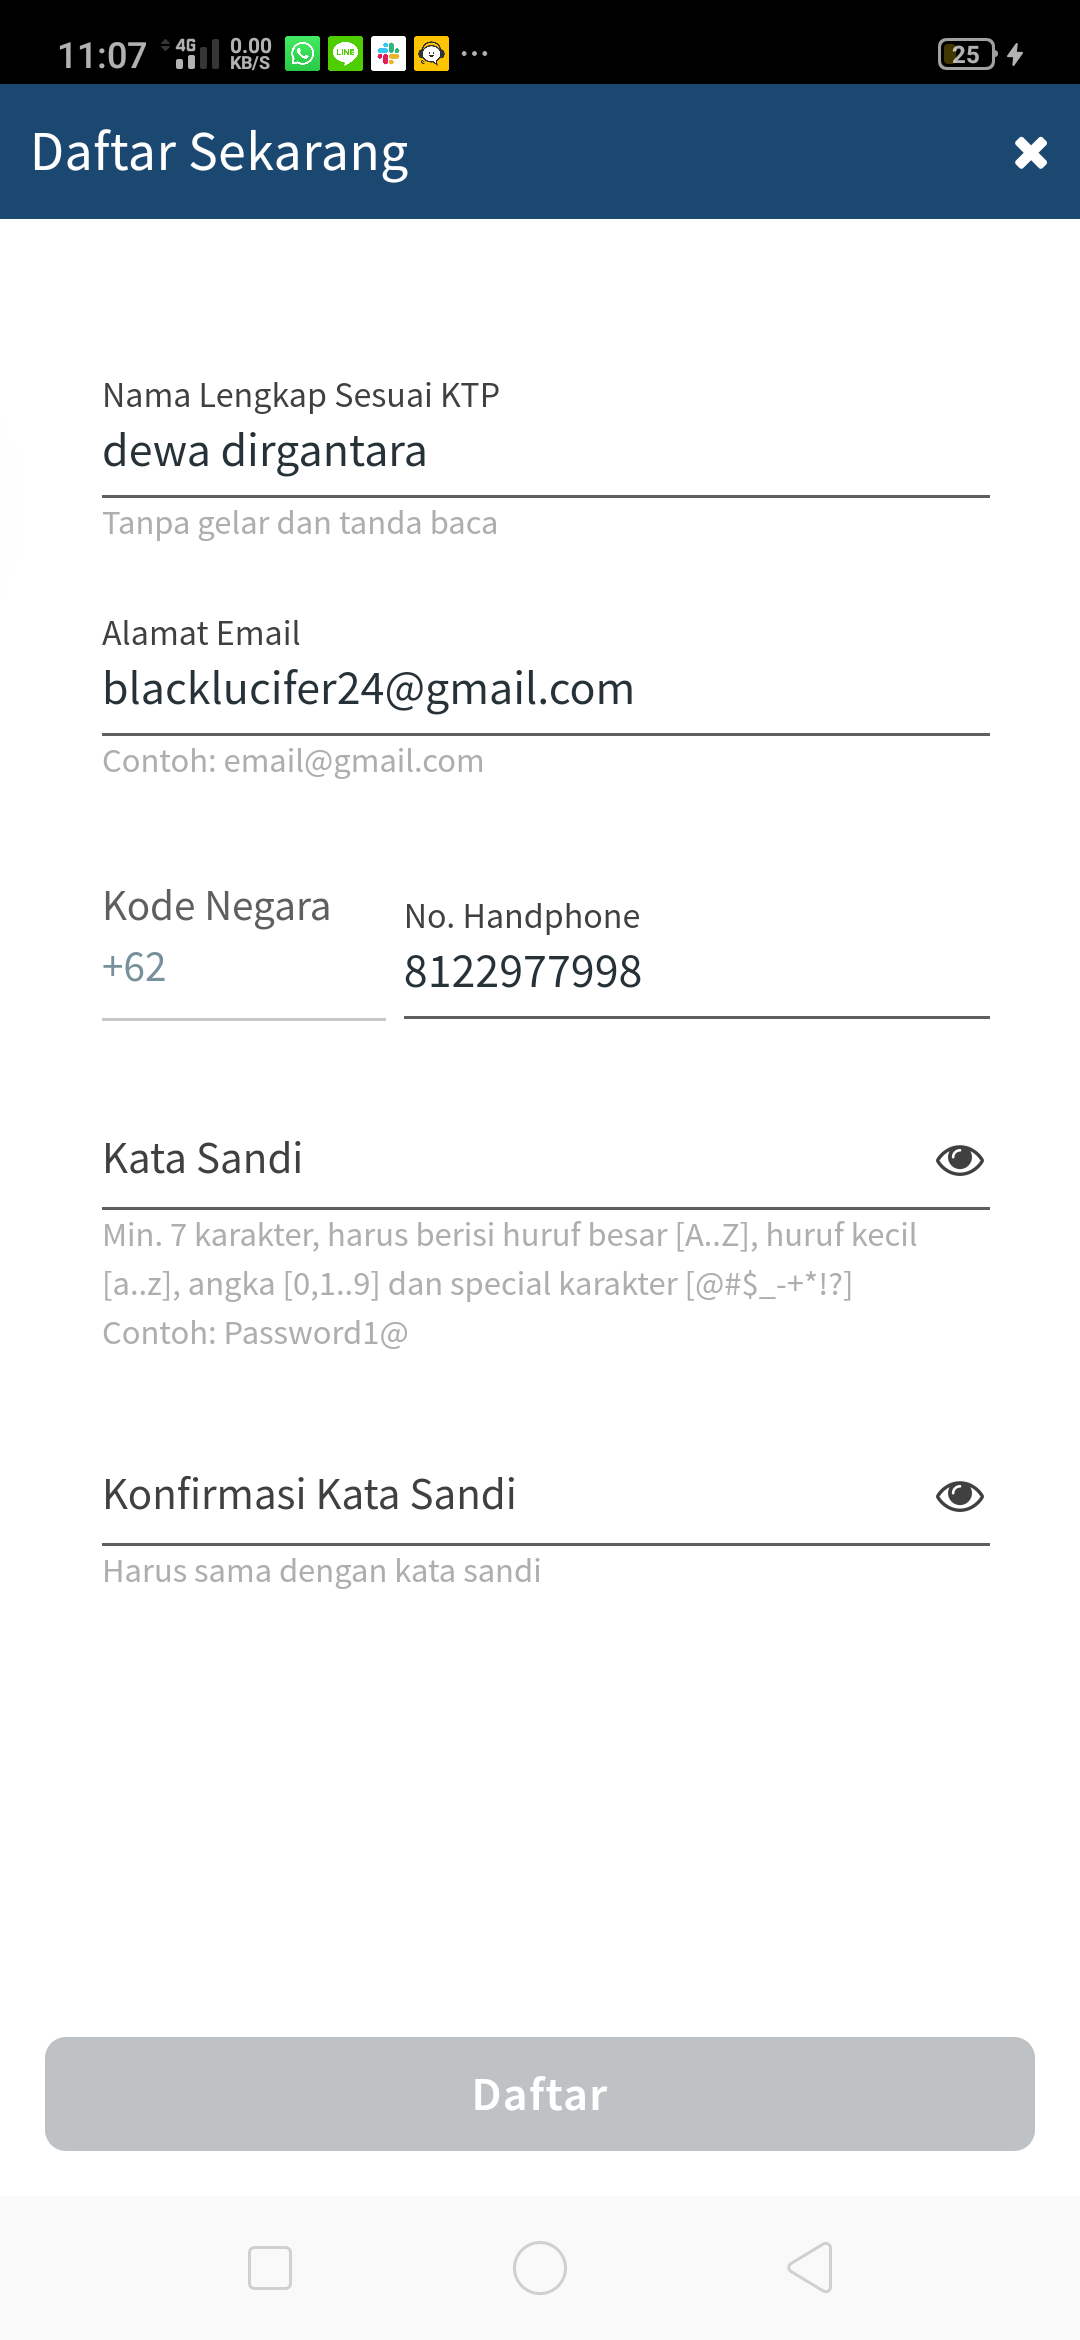 11:07 4G 0.00 KB/S LINE ... 25
Daftar Sekarang
Nama Lengkap Sesuai KTP
dewa dirgantara
Tanpa gelar dan tanda baca
Alamat Email
blacklucifer24@gmail.com
Contoh: email@gmail.com
Kode Negara
+62
No. Handphone
8122977998
Kata Sandi
Min. 7 karakter, harus berisi huruf besar [A..Z], huruf kecil
[a..z], angka [0,1..9] dan special karakter [@#$_-+*!?]
Contoh: Password1@
Konfirmasi Kata Sandi
Harus sama dengan kata sandi
Daftar